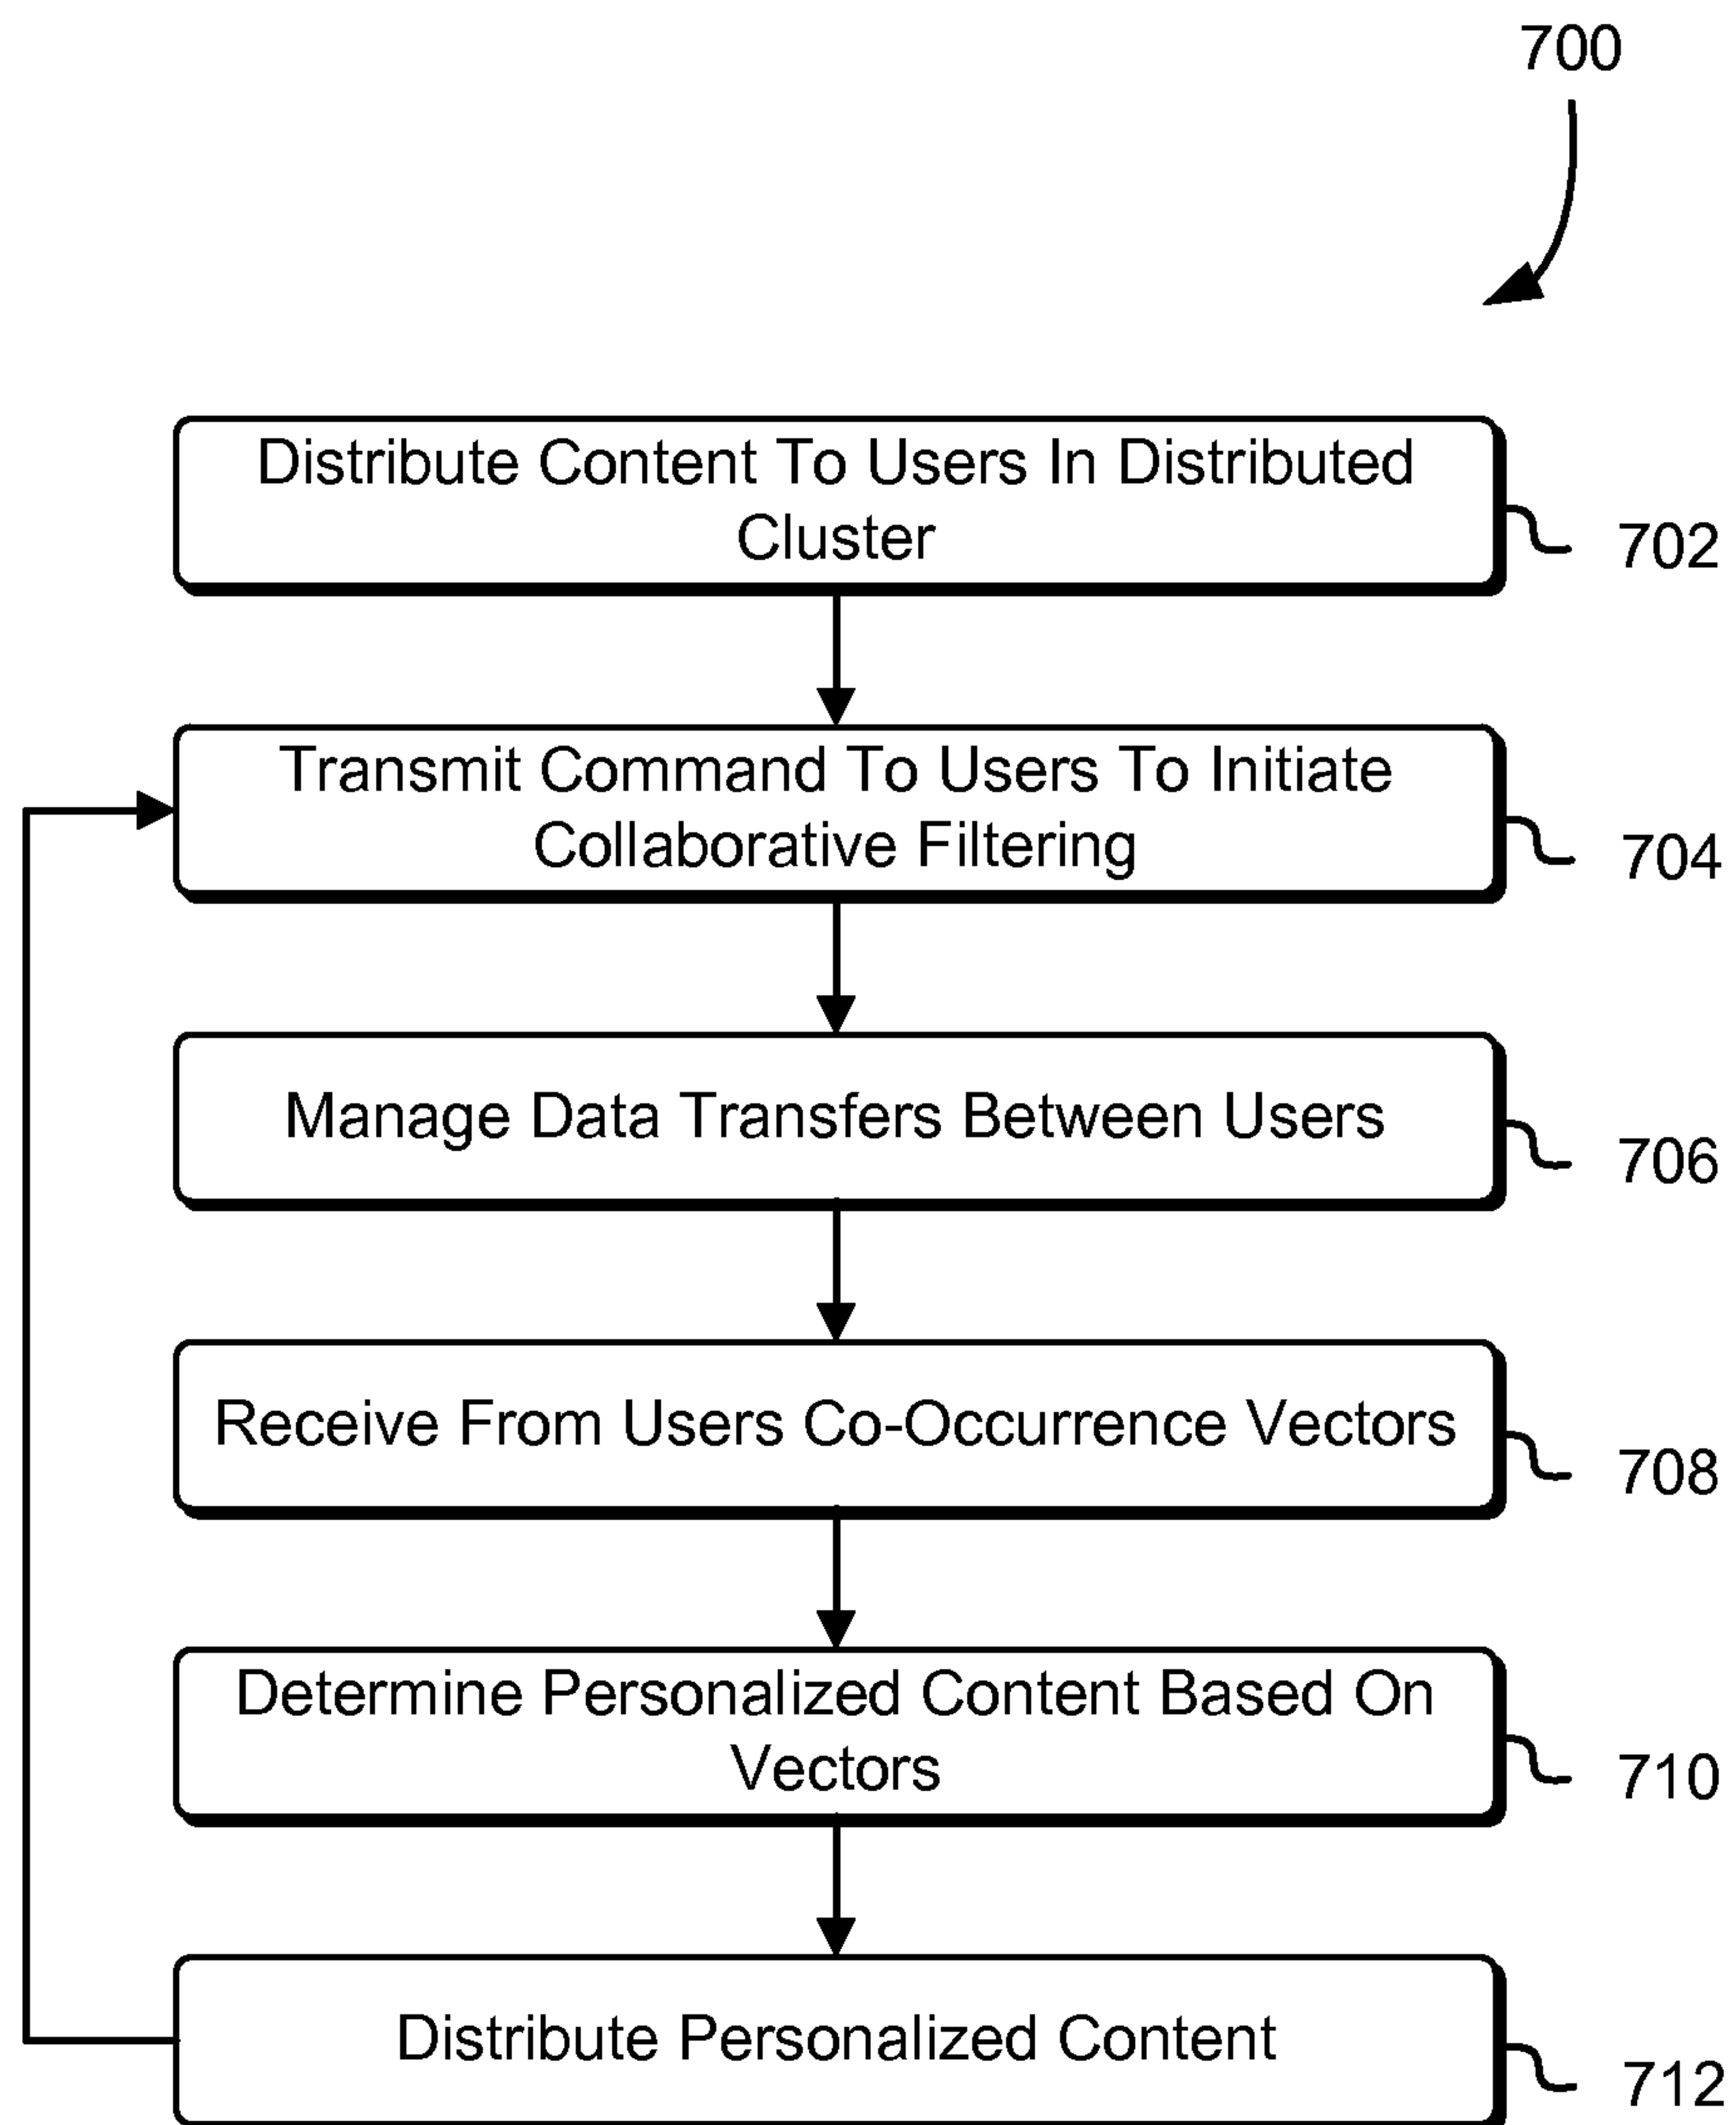 700
Distribute Content To Users In Distributed
Cluster
702
Transmit Command To Users To Initiate
Collaborative Filtering
704
Manage Data Transfers Between Users
706
Receive From Users Co-Occurrence Vectors
708
Determine Personalized Content Based On
Vectors
710
Distribute Personalized Content
712